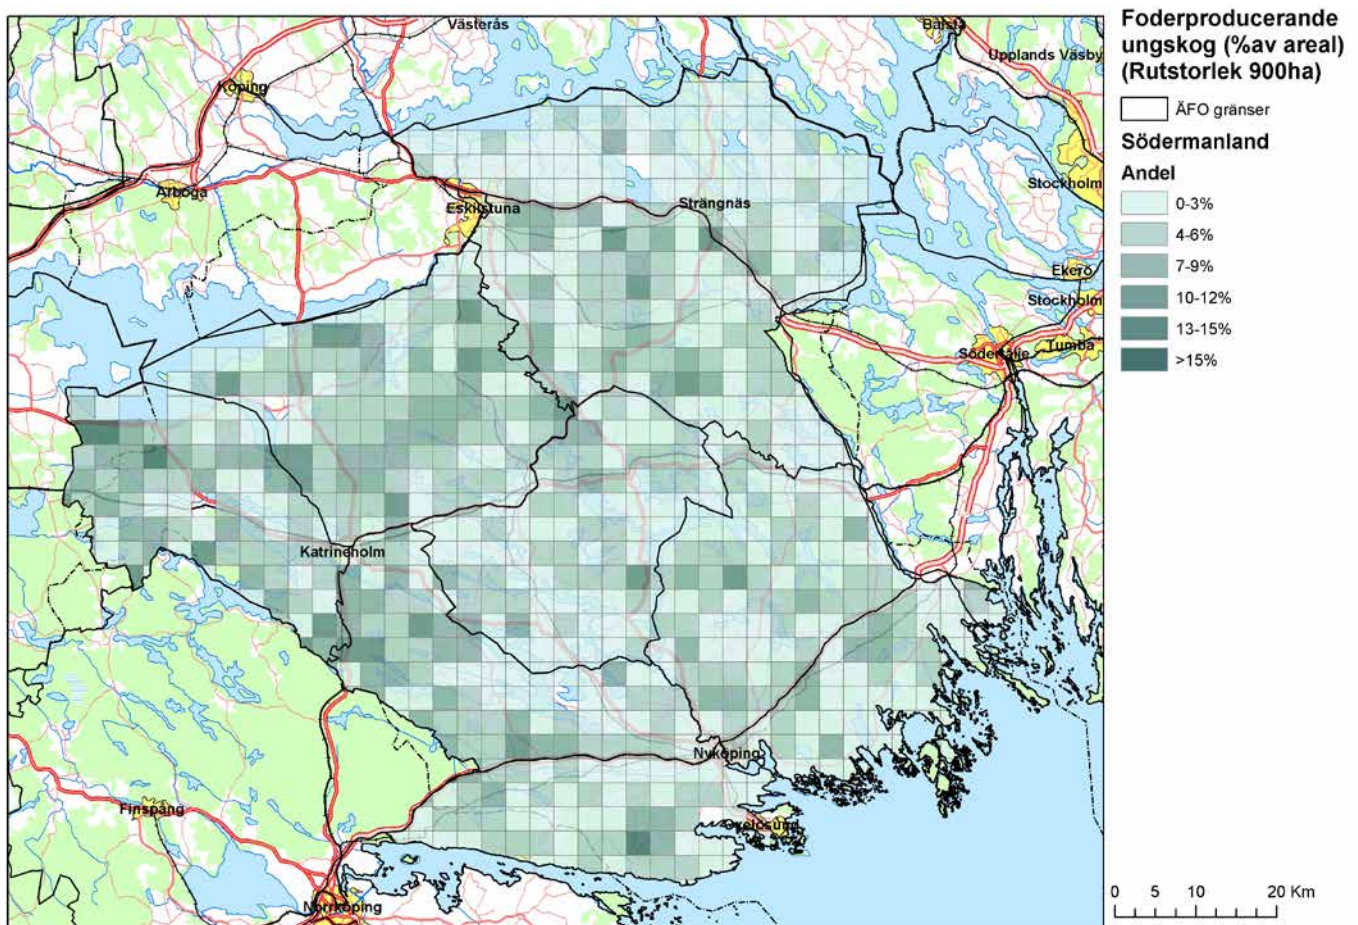 Foderproducerande
ungskog (%av areal)
(Rutstorlek 900ha)
ÄFO gränser
Södermanland
Andel
0-3%
4-6%
7-9%
10-12%
13-15%
>15%
0 5 10 20 Km
Västerås
Bålsta
Upplands Väsby
Köping
Stockholm
Arboga
Eskilstuna
Strängnäs
Ekerö
Stockholm
Södertälje
Tumba
Katrineholm
Nyköping
Finspång
Oxelösund
Norrköping